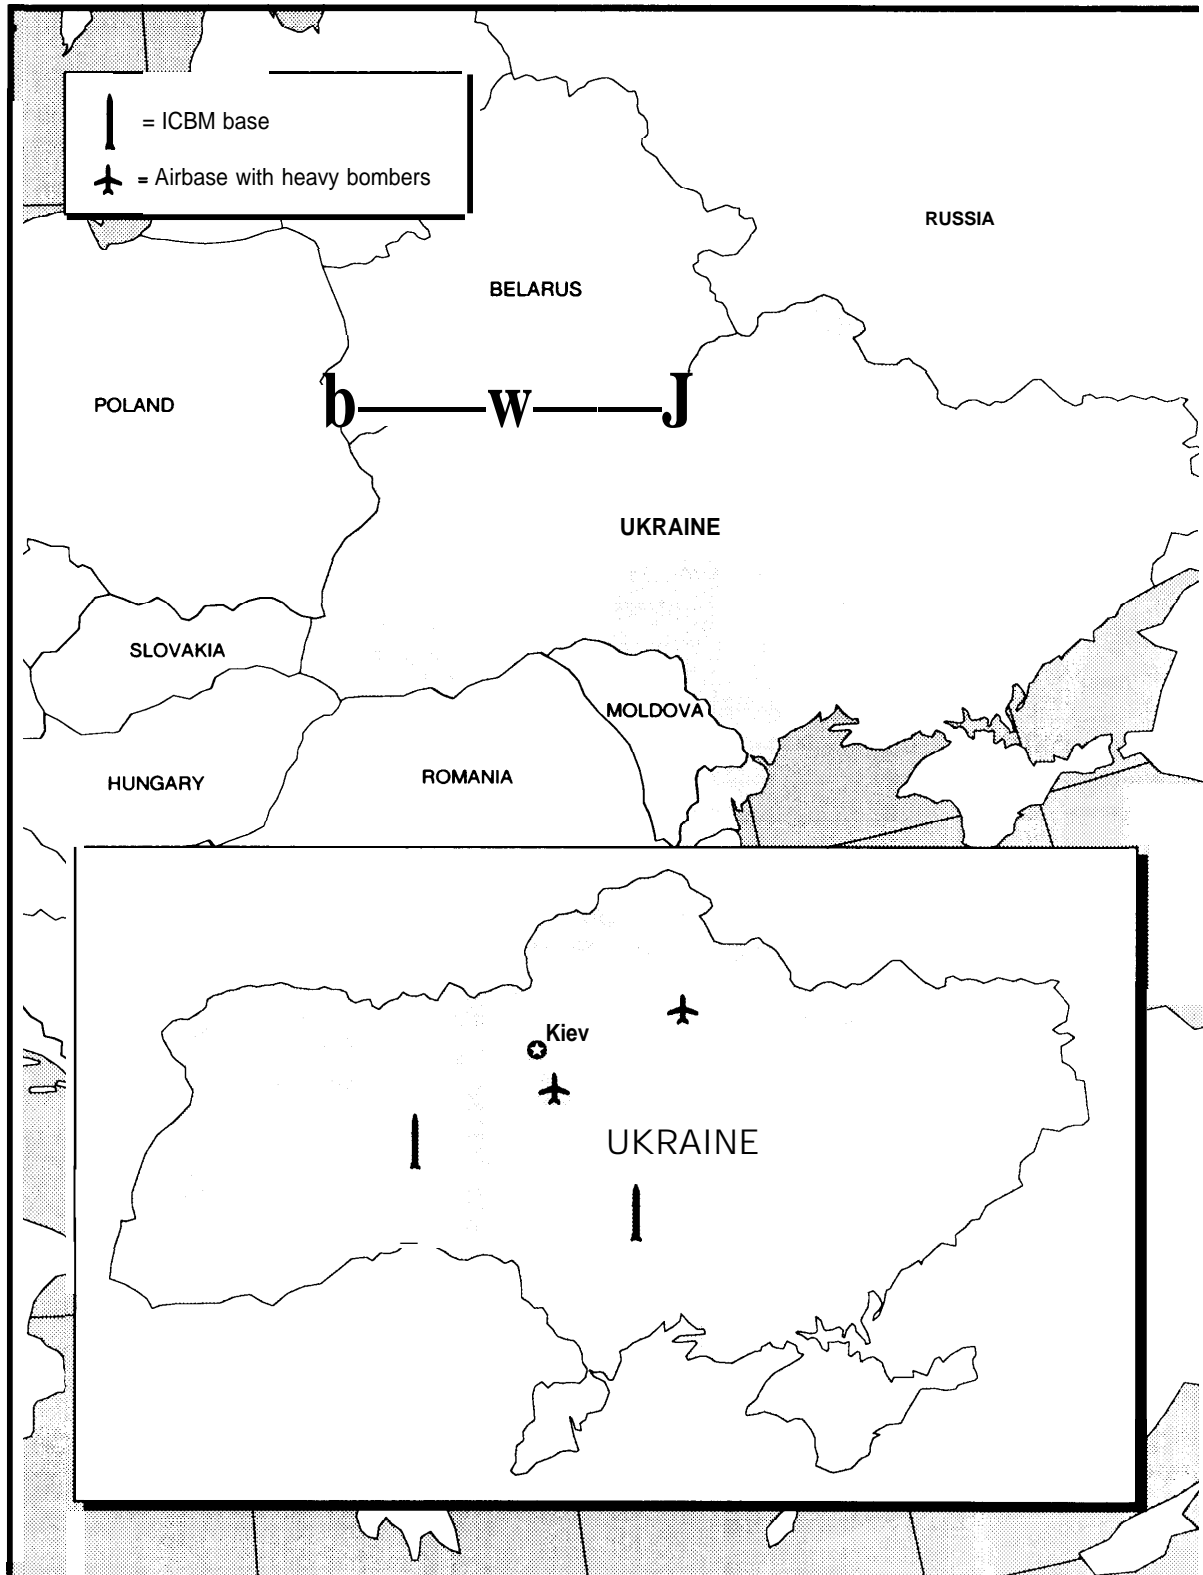 = ICBM base
= Airbase with heavy bombers
RUSSIA
BELARUS
POLAND
b w J
UKRAINE
SLOVAKIA
MOLDOVA
HUNGARY
ROMANIA
Kiev
UKRAINE